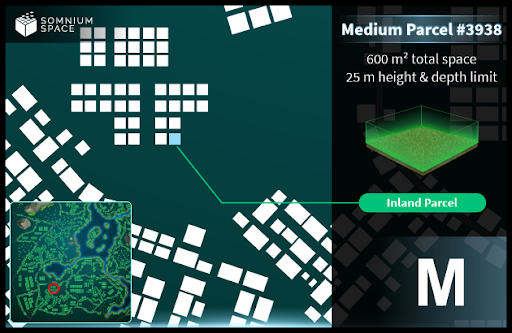 SOMNIUM
SPACE
Medium Parcel #3938
600 m² total space
25 m height & depth limit
Inland Parcel
M